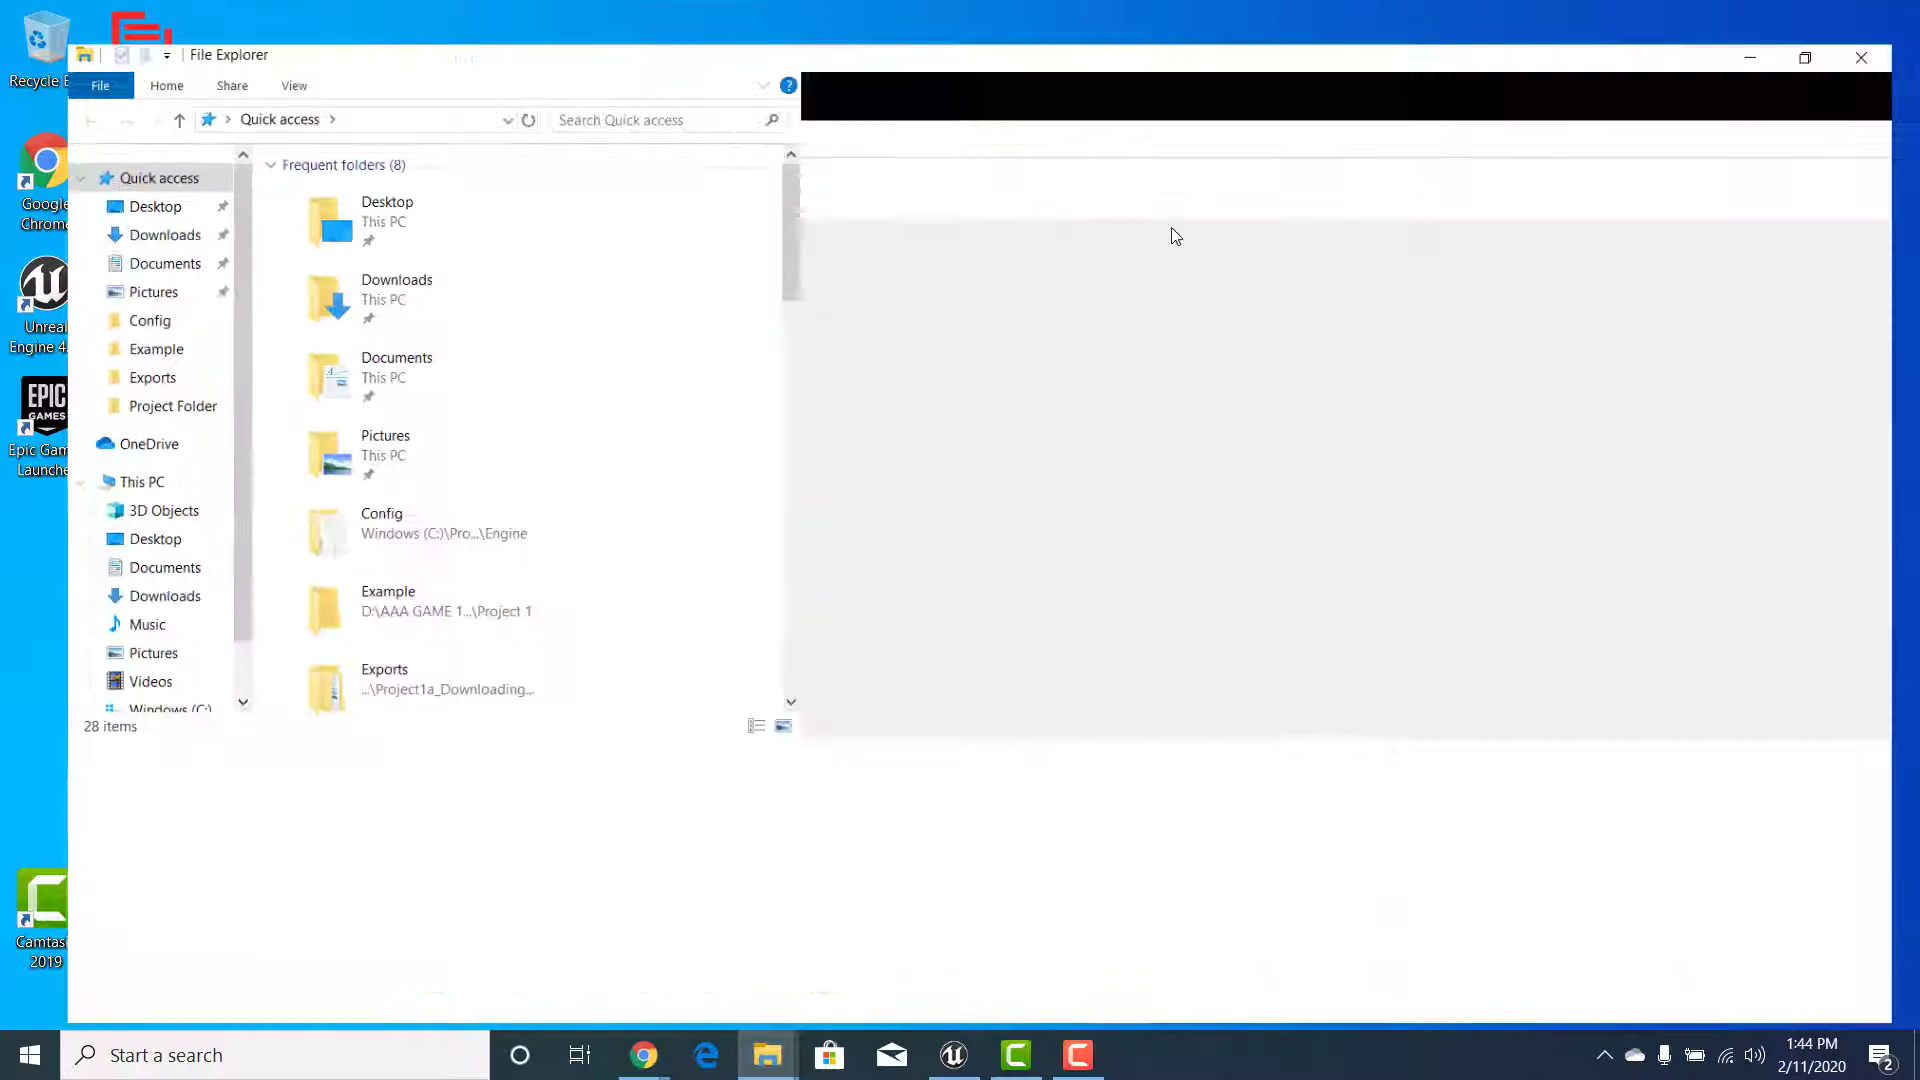 File Explorer
File Home Share View
Quick access
Search Quick access
Quick access
Desktop
Downloads
Documents
Pictures
Config
Example
Exports
Project Folder
OneDrive
This PC
3D Objects
Desktop
Documents
Downloads
Music
Pictures
Videos
Windows (C:)
28 items
Frequent folders (8)
Desktop
This PC
Downloads
This PC
Documents
This PC
Pictures
This PC
Config
Windows (C:)\Pro...\Engine
Example
D:\AAA GAME 1...\Project 1
Exports
...\Project1a_Downloading...
Recycle
Google
Chrome
Unreal
Engine 4.
EPIC
GAMES
Epic Gam
Launche
Camtas
2019
Start a search
1:44 PM
2/11/2020
2